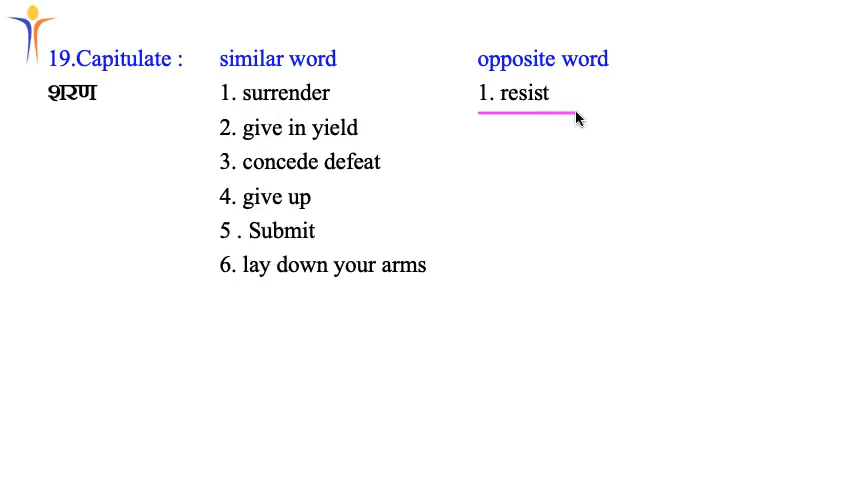 19.Capitulate : similar word opposite word
शरण 1. surrender 1. resist
2. give in yield
3. concede defeat
4. give up
5 . Submit
6. lay down your arms